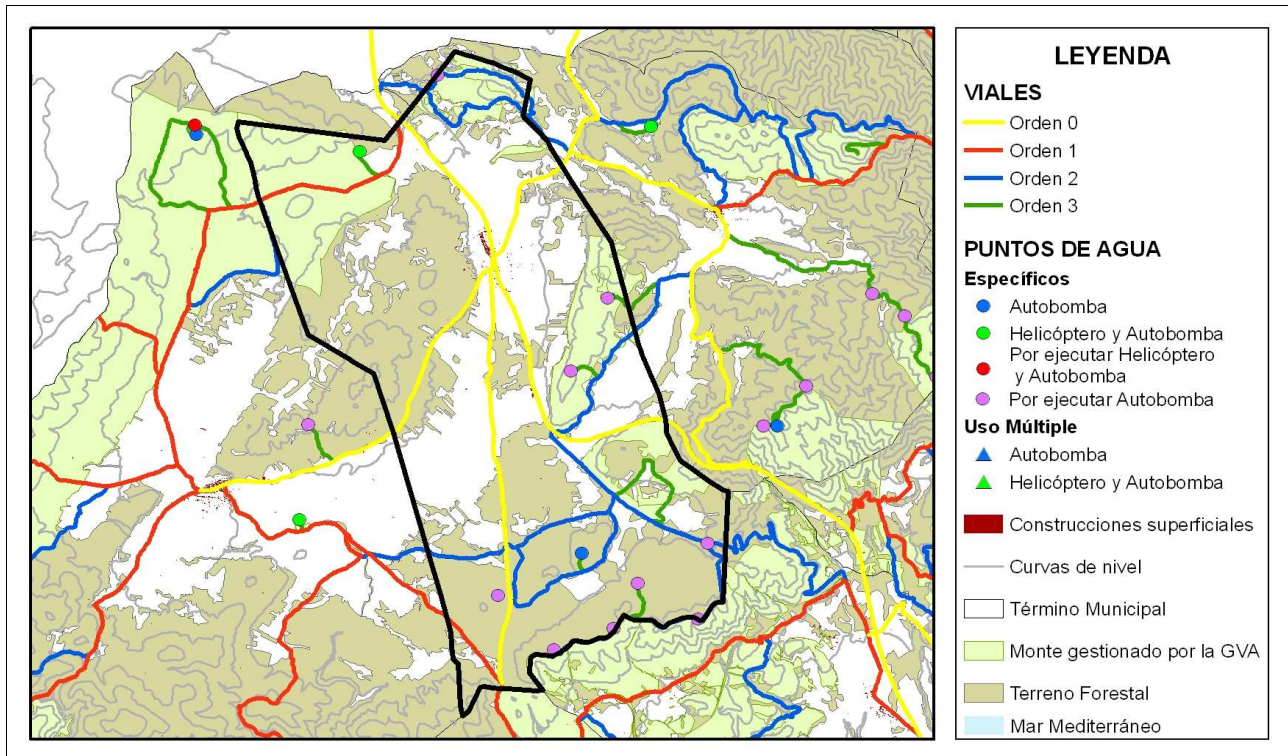 LEYENDA
VIALES
Orden 0
Orden 1
Orden 2
Orden 3
PUNTOS DE AGUA
Específicos
Autobomba
Helicóptero y Autobomba
Por ejecutar Helicóptero
y Autobomba
Por ejecutar Autobomba
Uso Múltiple
Autobomba
Helicóptero y Autobomba
Construcciones superficiales
Curvas de nivel
Término Municipal
Monte gestionado por la GVA
Terreno Forestal
Mar Mediterráneo